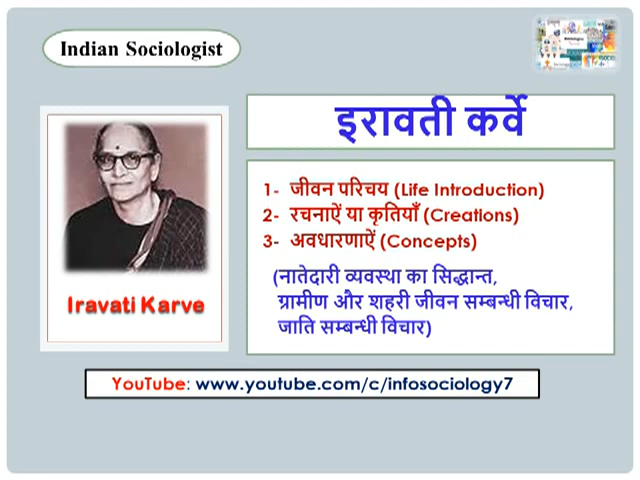 Indian Sociologist
इरावती कर्वे
Iravati Karve
1- जीवन परिचय (Life Introduction)
2- रचनाऐं या कृतियाँ (Creations)
3- अवधारणाऐं (Concepts)
(नातेदारी व्यवस्था का सिद्धान्त,
ग्रामीण और शहरी जीवन सम्बन्धी विचार,
जाति सम्बन्धी विचार)
YouTube: www.youtube.com/c/infosociology7